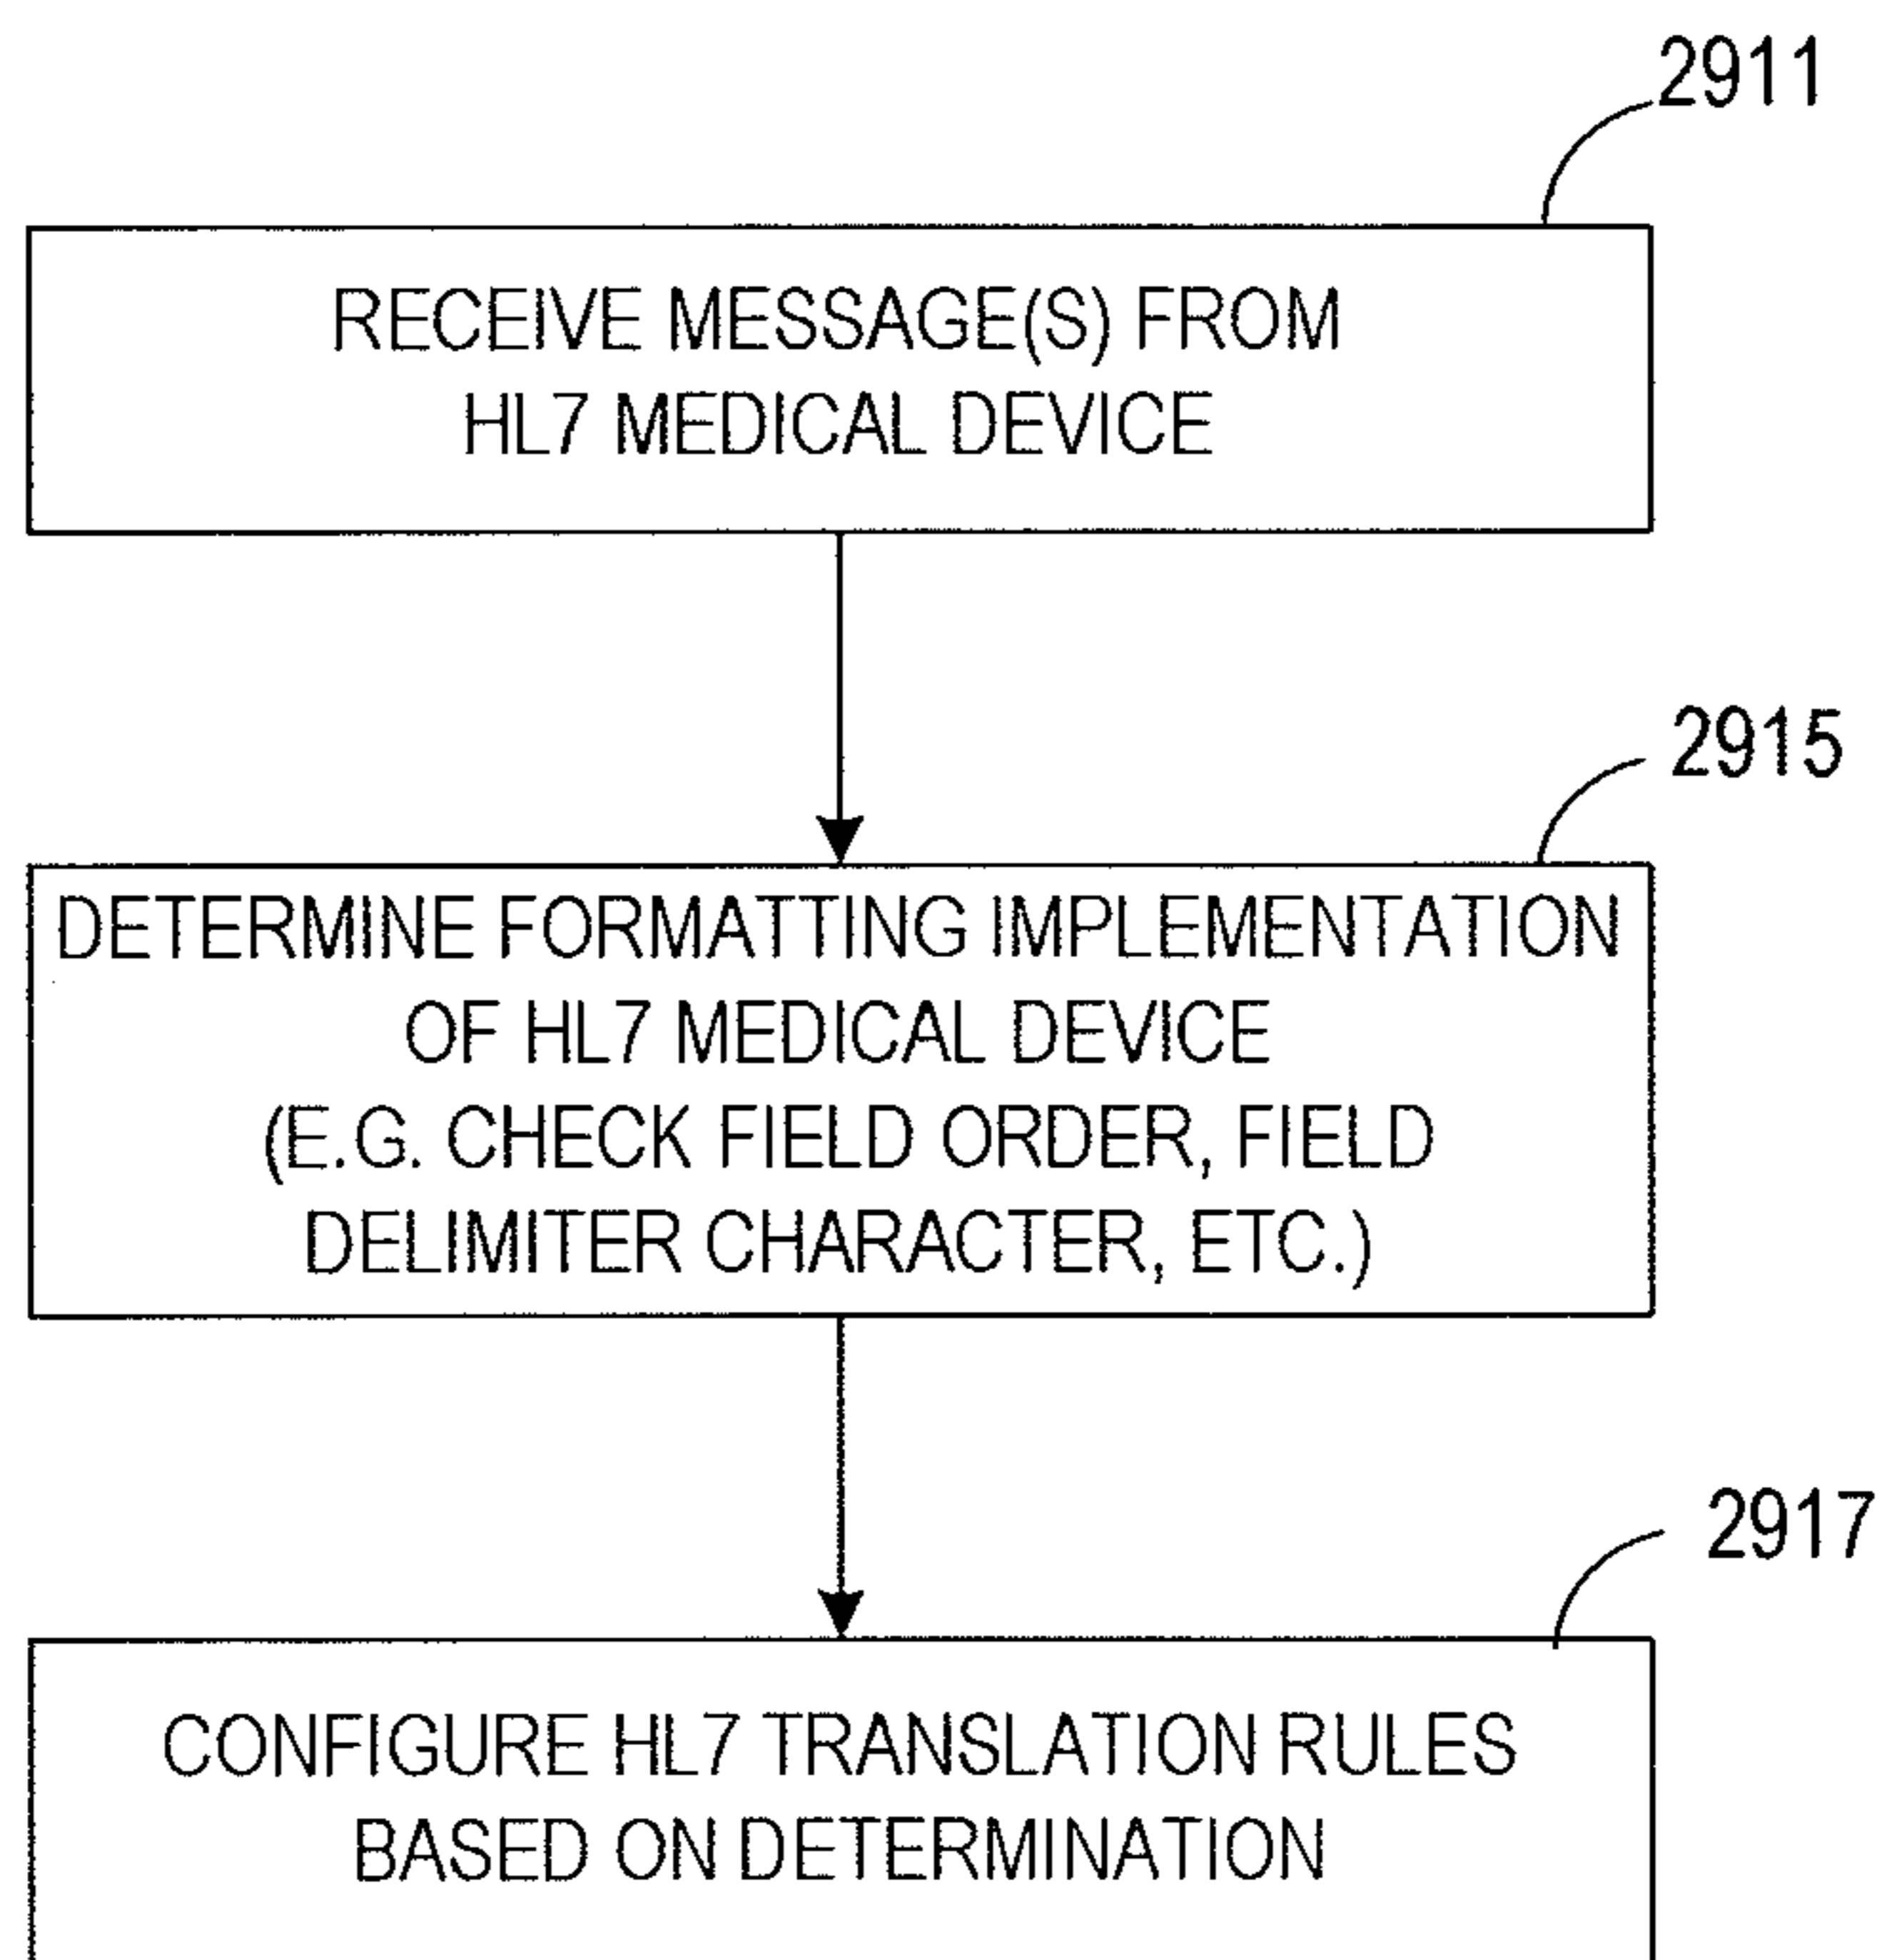 2911
RECEIVE MESSAGE(S) FROM
HL7 MEDICAL DEVICE
2915
DETERMINE FORMATTING IMPLEMENTATION
OF HL7 MEDICAL DEVICE
(E.G. CHECK FIELD ORDER, FIELD
DELIMITER CHARACTER, ETC.)
2917
CONFIGURE HL7 TRANSLATION RULES
BASED ON DETERMINATION